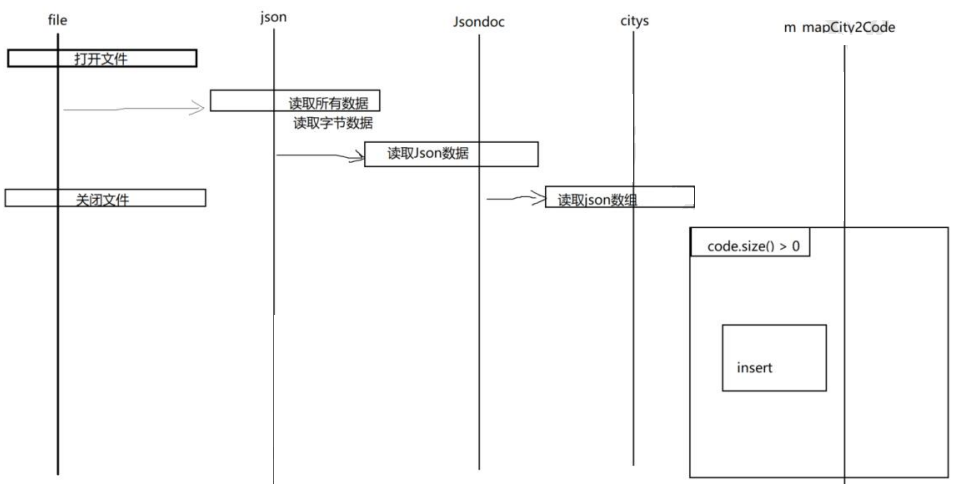 file
json
Jsondoc
citys
m mapCity2Code
打开文件
读取所有数据
读取字节数据
读取Json数据
关闭文件
读取json数组
code.size() > 0
insert